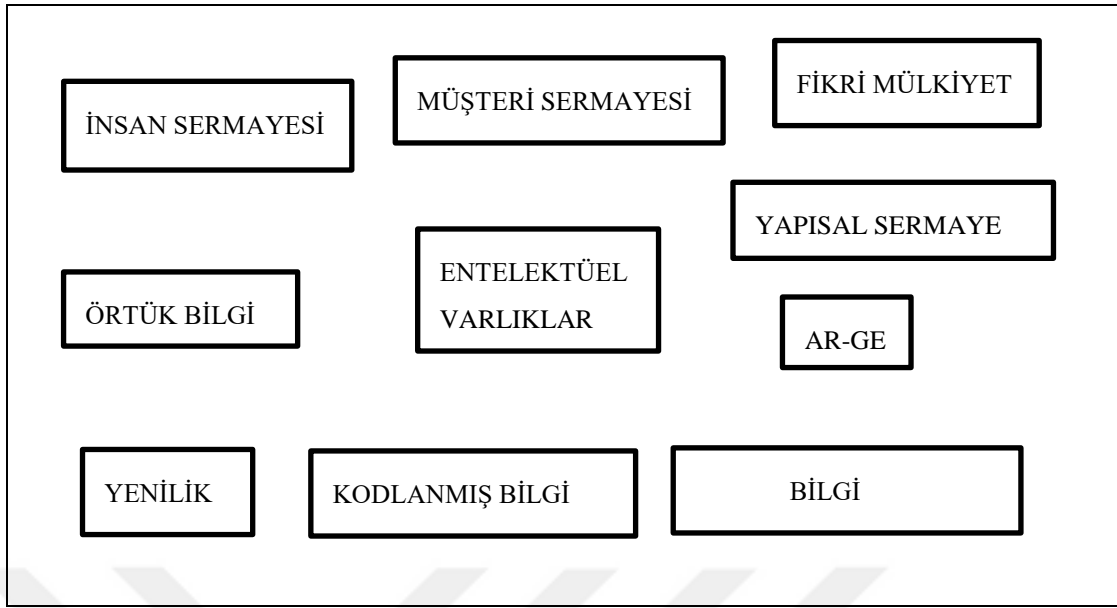 İNSAN SERMAYESİ
MÜŞTERİ SERMAYESİ
FİKRİ MÜLKİYET
YAPISAL SERMAYE
ÖRTÜK BİLGİ
ENTELEKTÜEL
VARLIKLAR
AR-GE
YENİLİK
KODLANMIŞ BİLGİ
BİLGİ